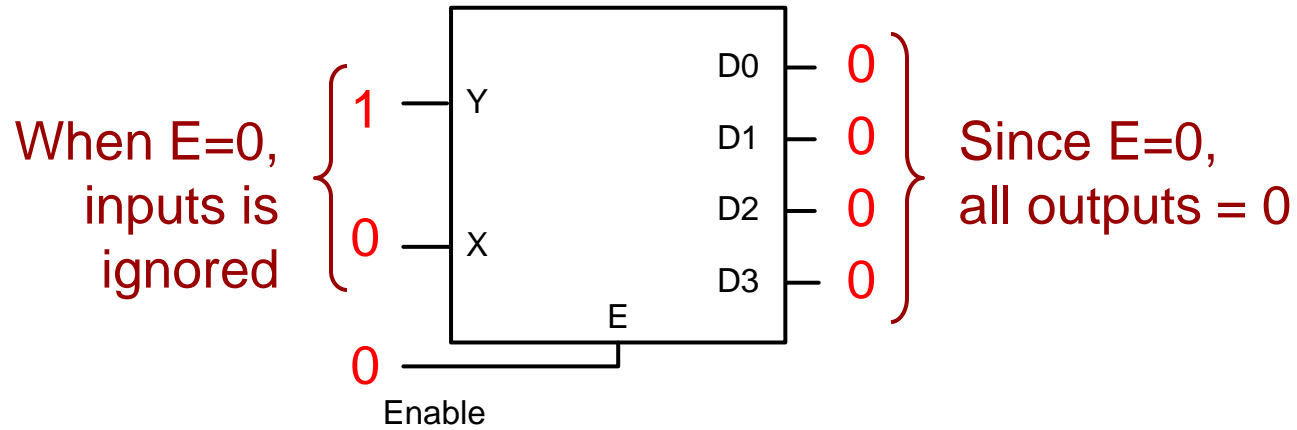 When E=0,
inputs is
ignored
1
0
0
Enable
Y
X
E
D0
D1
D2
D3
0
0
0
0
Since E=0,
all outputs = 0